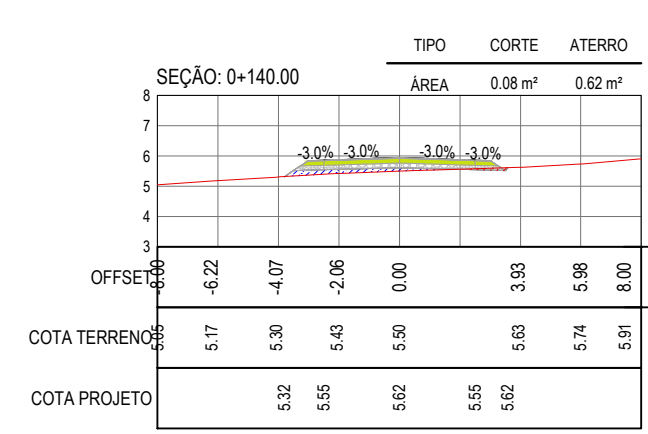 TIPO CORTE ATERRO
SEÇÃO: 0+140.00
ÁREA 0.08 m² 0.62 m²
8
7
6
5
4
3
-3.0% -3.0% -3.0% -3.0%
OFFSET -8.00 -6.22 -4.07 -2.06 0.00 3.93 5.98 8.00
COTA TERRENO 5.05 5.17 5.30 5.43 5.50 5.63 5.74 5.91
COTA PROJETO 5.32 5.55 5.62 5.55 5.62